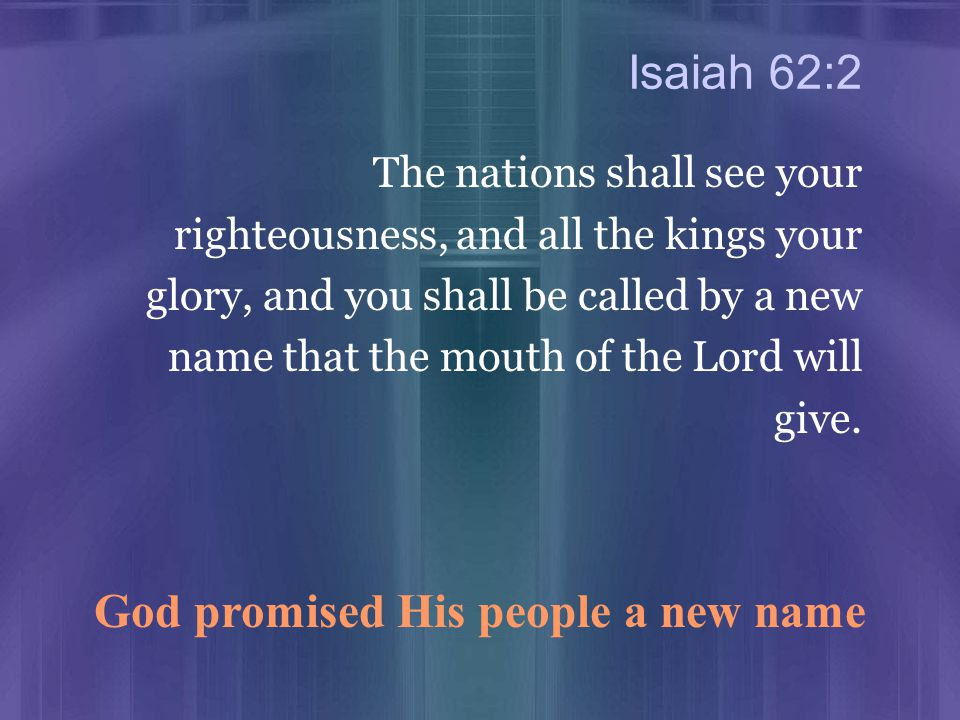 Isaiah 62:2
The nations shall see your
righteousness, and all the kings your
glory, and you shall be called by a new
name that the mouth of the Lord will
give.
God promised His people a new name